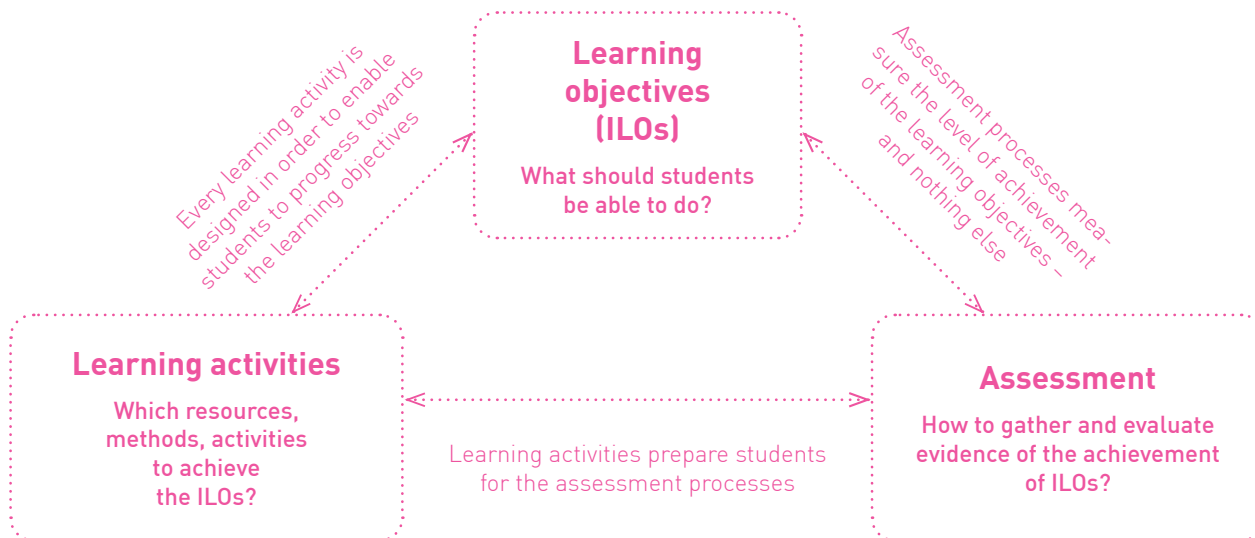 Learning
objectives
(ILOs)
What should students
be able to do?
Every learning activity is
designed in order to enable
students to progress towards
the learning objectives
Assessment processes mea-
sure the level of achievement
of the learning objectives –
and nothing else
Learning activities
Which resources,
methods, activities
to achieve
the ILOs?
Learning activities prepare students
for the assessment processes
Assessment
How to gather and evaluate
evidence of the achievement
of ILOs?